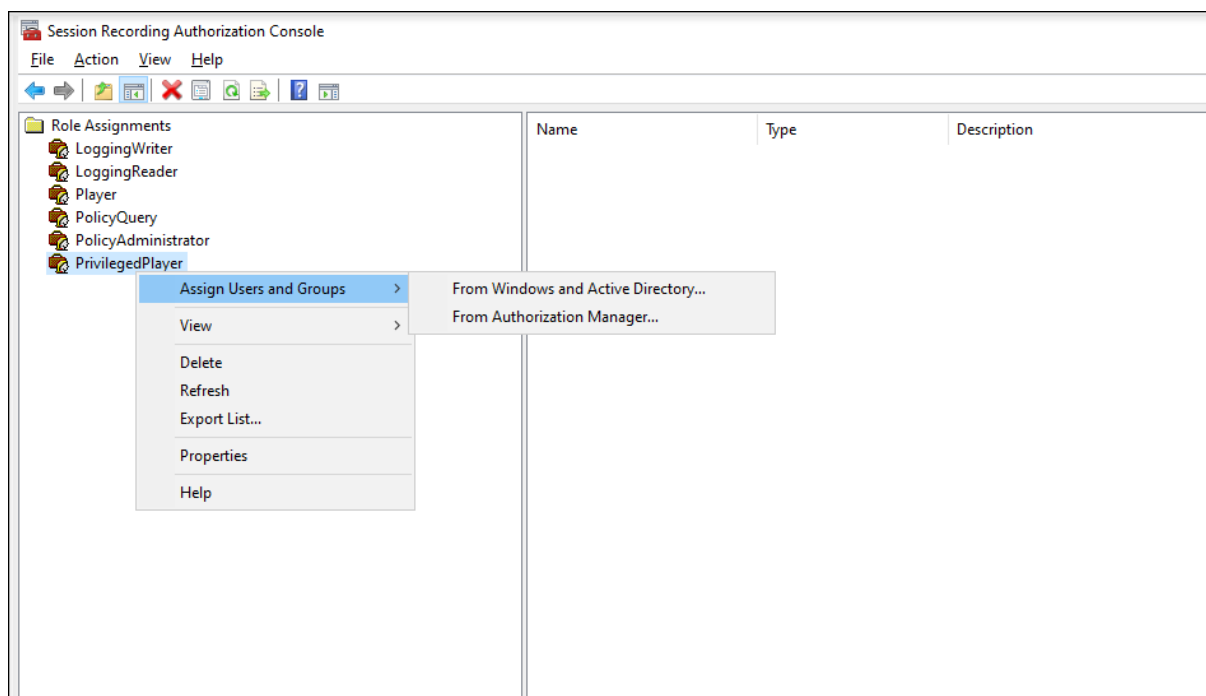 Session Recording Authorization Console
File Action View Help
Role Assignments
LoggingWriter
LoggingReader
Player
PolicyQuery
PolicyAdministrator
PrivilegedPlayer
Name Type Description
Assign Users and Groups
View
Delete
Refresh
Export List...
Properties
Help
From Windows and Active Directory...
From Authorization Manager...